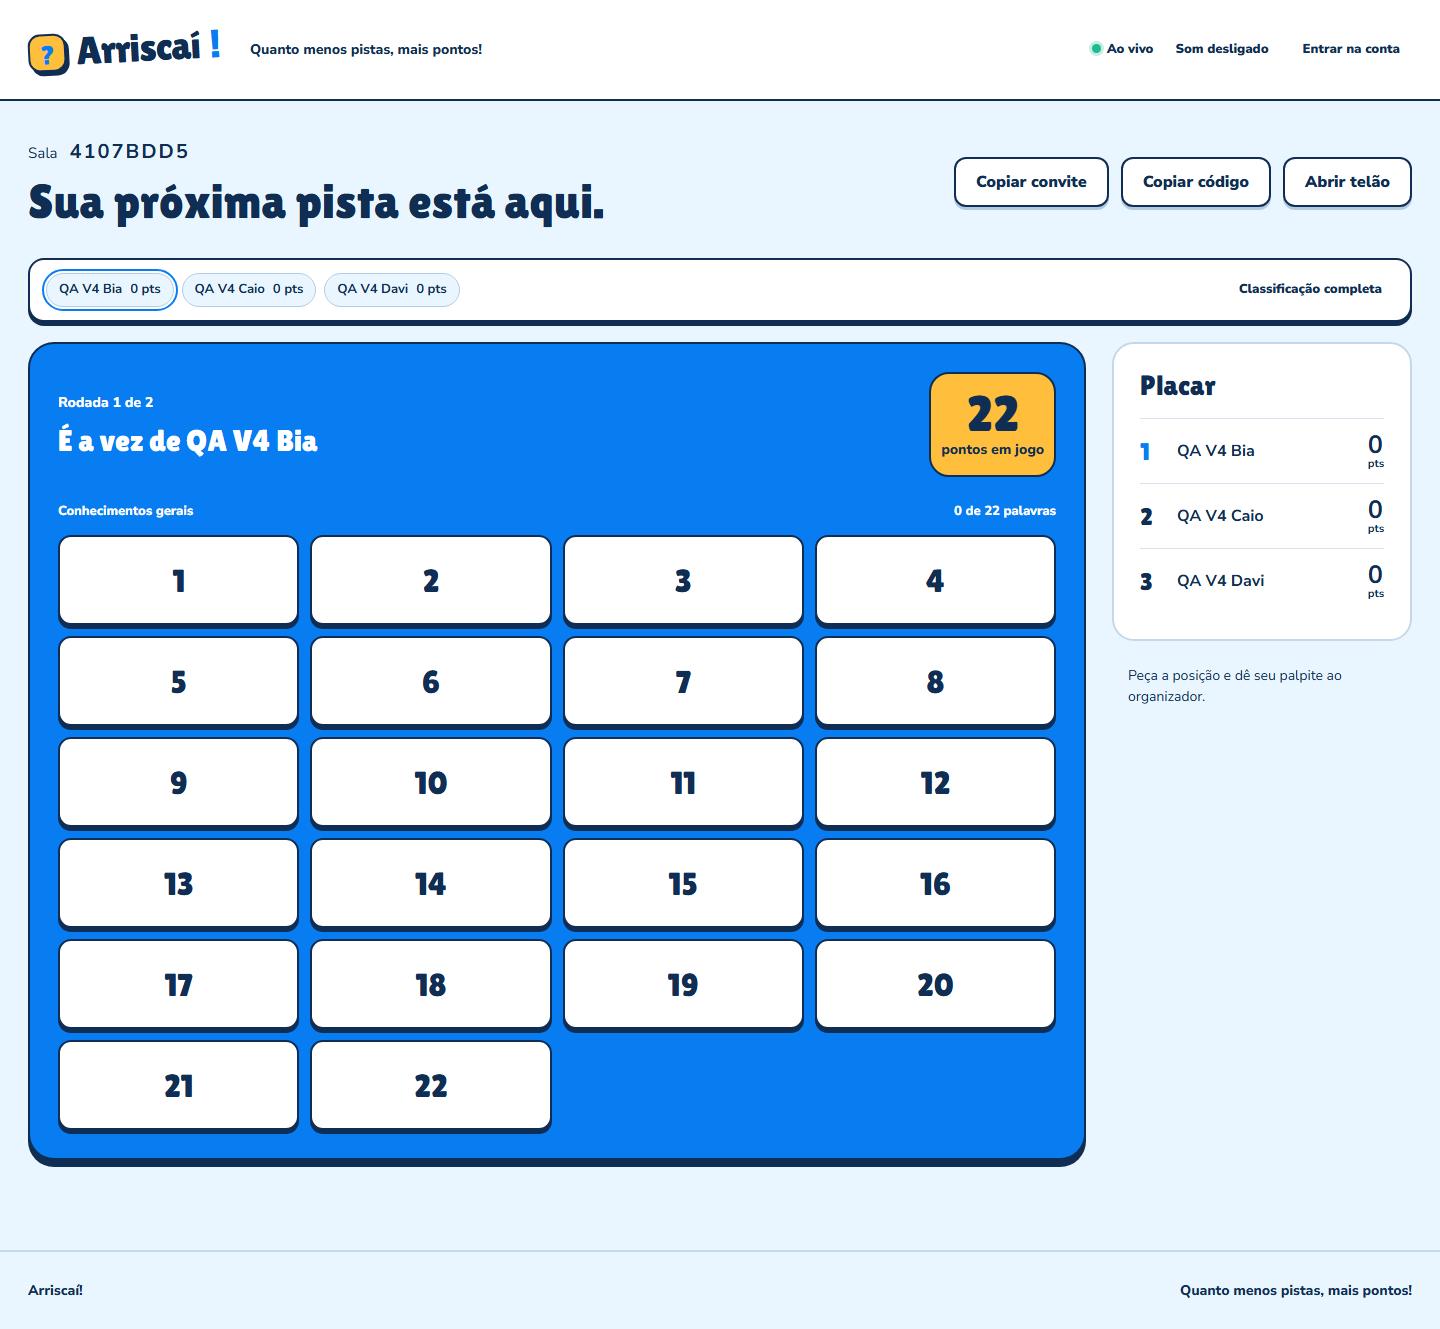 ? Arriscaí !
Quanto menos pistas, mais pontos!
Ao vivo
Som desligado
Entrar na conta
Sala 4107BDD5
Sua próxima pista está aqui.
Copiar convite
Copiar código
Abrir telão
QA V4 Bia 0 pts
QA V4 Caio 0 pts
QA V4 Davi 0 pts
Classificação completa
Rodada 1 de 2
É a vez de QA V4 Bia
22
pontos em jogo
Conhecimentos gerais
0 de 22 palavras
1
2
3
4
5
6
7
8
9
10
11
12
13
14
15
16
17
18
19
20
21
22
Placar
1 QA V4 Bia 0
pts
2 QA V4 Caio 0
pts
3 QA V4 Davi 0
pts
Peça a posição e dê seu palpite ao
organizador.
Arriscaí!
Quanto menos pistas, mais pontos!